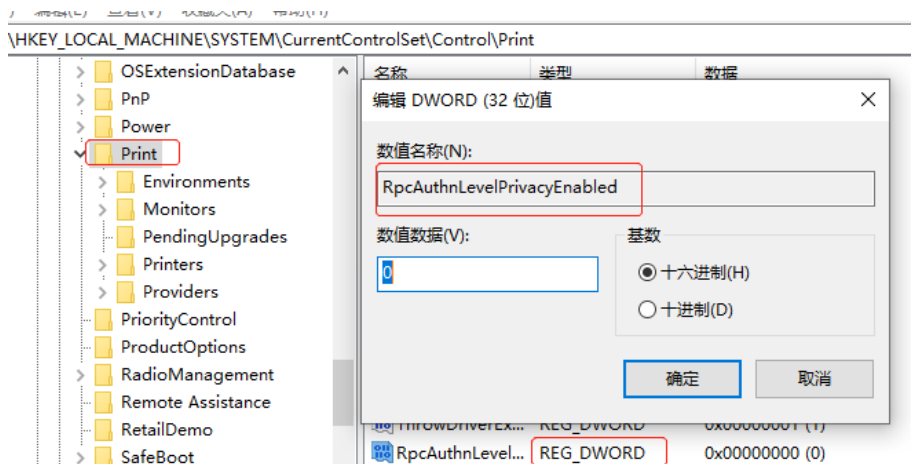 \HKEY_LOCAL_MACHINE\SYSTEM\CurrentControlSet\Control\Print
OSExtensionDatabase
PnP
Power
Print
Environments
Monitors
PendingUpgrades
Printers
Providers
PriorityControl
ProductOptions
RadioManagement
Remote Assistance
RetailDemo
SafeBoot
名称 类型 数据
编辑 DWORD (32 位)值
数值名称(N):
RpcAuthnLevelPrivacyEnabled
数值数据(V):
0
基数
十六进制(H)
十进制(D)
确定 取消
ThrowDriverEx... REG_DWORD 0x00000001 (1)
RpcAuthnLevel... REG_DWORD 0x00000000 (0)